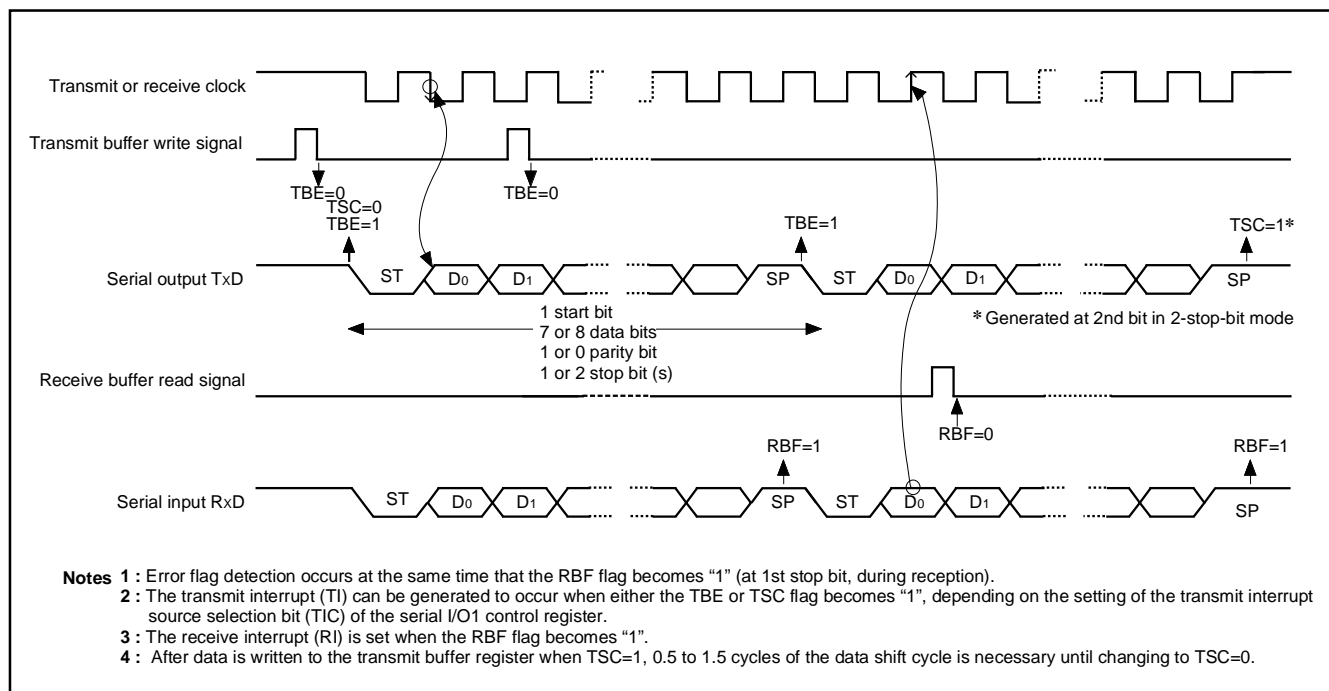 Transmit or receive clock
Transmit buffer write signal
TBE=0
TSC=0
TBE=1
TBE=0
TBE=1
TSC=1*
Serial output TxD
ST
D0
D1
SP
ST
D0
D1
SP
1 start bit
7 or 8 data bits
1 or 0 parity bit
1 or 2 stop bit (s)
* Generated at 2nd bit in 2-stop-bit mode
Receive buffer read signal
RBF=0
RBF=1
RBF=1
Serial input RxD
ST
D0
D1
SP
ST
D0
D1
SP
Notes 1 : Error flag detection occurs at the same time that the RBF flag becomes “1” (at 1st stop bit, during reception).
2 : The transmit interrupt (TI) can be generated to occur when either the TBE or TSC flag becomes “1”, depending on the setting of the transmit interrupt
source selection bit (TIC) of the serial I/O1 control register.
3 : The receive interrupt (RI) is set when the RBF flag becomes “1”.
4 : After data is written to the transmit buffer register when TSC=1, 0.5 to 1.5 cycles of the data shift cycle is necessary until changing to TSC=0.